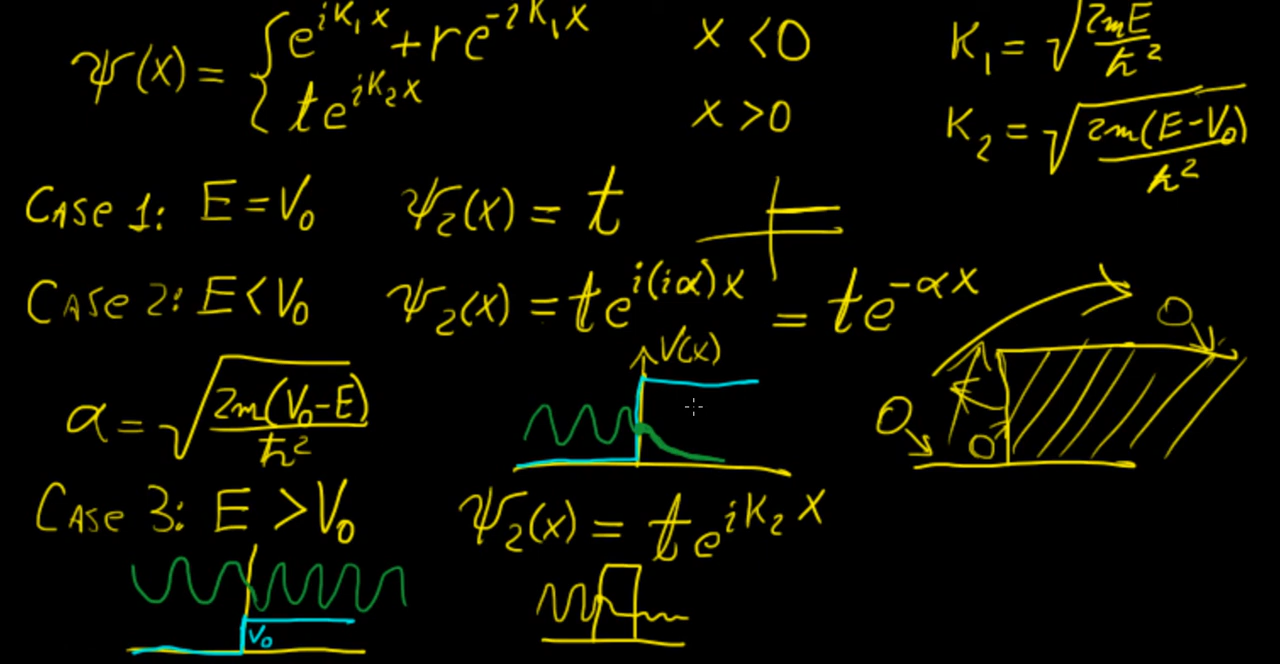 ψ(x) = { e^{iK₁x} + re^{-iK₁x}   x < 0   K₁ = √(2mE/ħ²)
te^{iK₂x}   x > 0   K₂ = √(2m(E-V₀)/ħ²)
CASE 1: E = V₀   ψ₂(x) = t
CASE 2: E < V₀   ψ₂(x) = te^{i(iα)x} = te^{-αx}
V(x)
α = √(2m(V₀-E)/ħ²)
CASE 3: E > V₀   ψ₂(x) = te^{iK₂x}
V₀